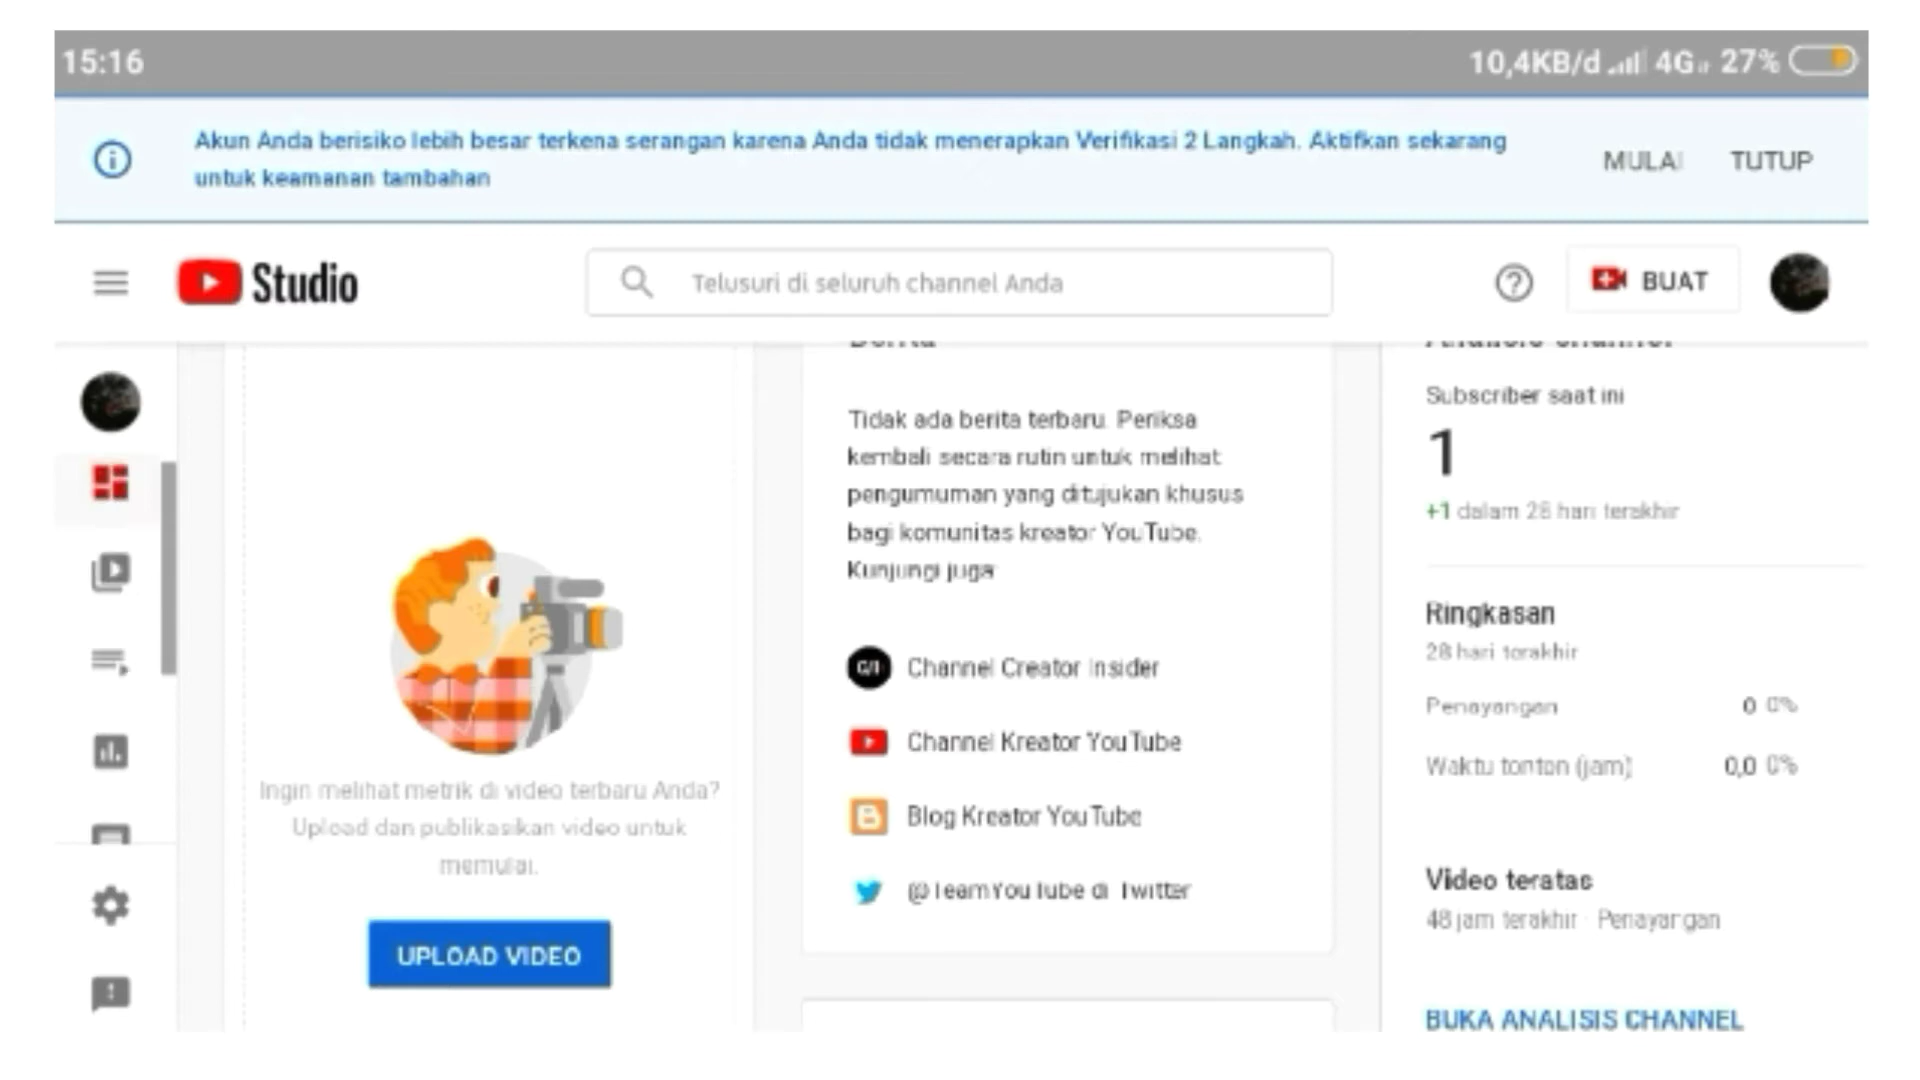 15:16
10,4KB/d 4G 27%
Akun Anda berisiko lebih besar terkena serangan karena Anda tidak menerapkan Verifikasi 2 Langkah. Aktifkan sekarang
untuk keamanan tambahan
MULAI
TUTUP
Studio
Telusuri di seluruh channel Anda
BUAT
Ingin melihat metrik di video terbaru Anda?
Upload dan publikasikan video untuk
memulai.
UPLOAD VIDEO
Tidak ada berita terbaru. Periksa
kembali secara rutin untuk melihat
pengumuman yang ditujukan khusus
bagi komunitas kreator YouTube.
Kunjungi juga
Channel Creator Insider
Channel Kreator YouTube
Blog Kreator YouTube
@TeamYouTube di Twitter
Subscriber saat ini
1
+1 dalam 28 hari terakhir
Ringkasan
28 hari terakhir
Penayangan 0 0%
Waktu tonton (jam) 0,0 0%
Video teratas
48 jam terakhir · Penayangan
BUKA ANALISIS CHANNEL